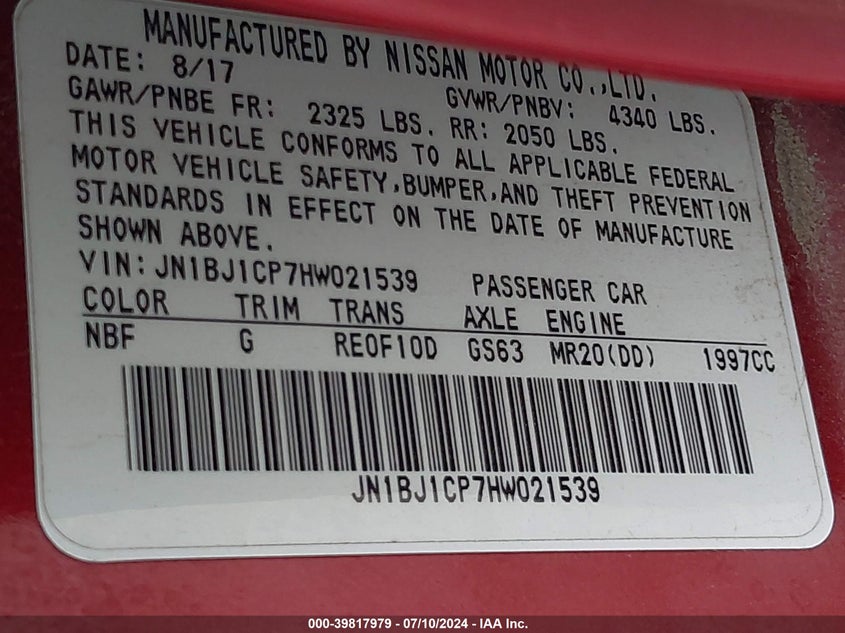 MANUFACTURED BY NISSAN MOTOR CO.,LTD.
DATE: 8/17 GVWR/PNBV: 4340 LBS.
GAWR/PNBE FR: 2325 LBS. RR: 2050 LBS.
THIS VEHICLE CONFORMS TO ALL APPLICABLE FEDERAL
MOTOR VEHICLE SAFETY,BUMPER,AND THEFT PREVENTION
STANDARDS IN EFFECT ON THE DATE OF MANUFACTURE
SHOWN ABOVE.
VIN:JN1BJ1CP7HW021539 PASSENGER CAR
COLOR TRIM TRANS AXLE ENGINE
NBF G RE0F10D GS63 MR20(DD) 1997CC
JN1BJ1CP7HW021539
000-39817979 - 07/10/2024 - IAA Inc.